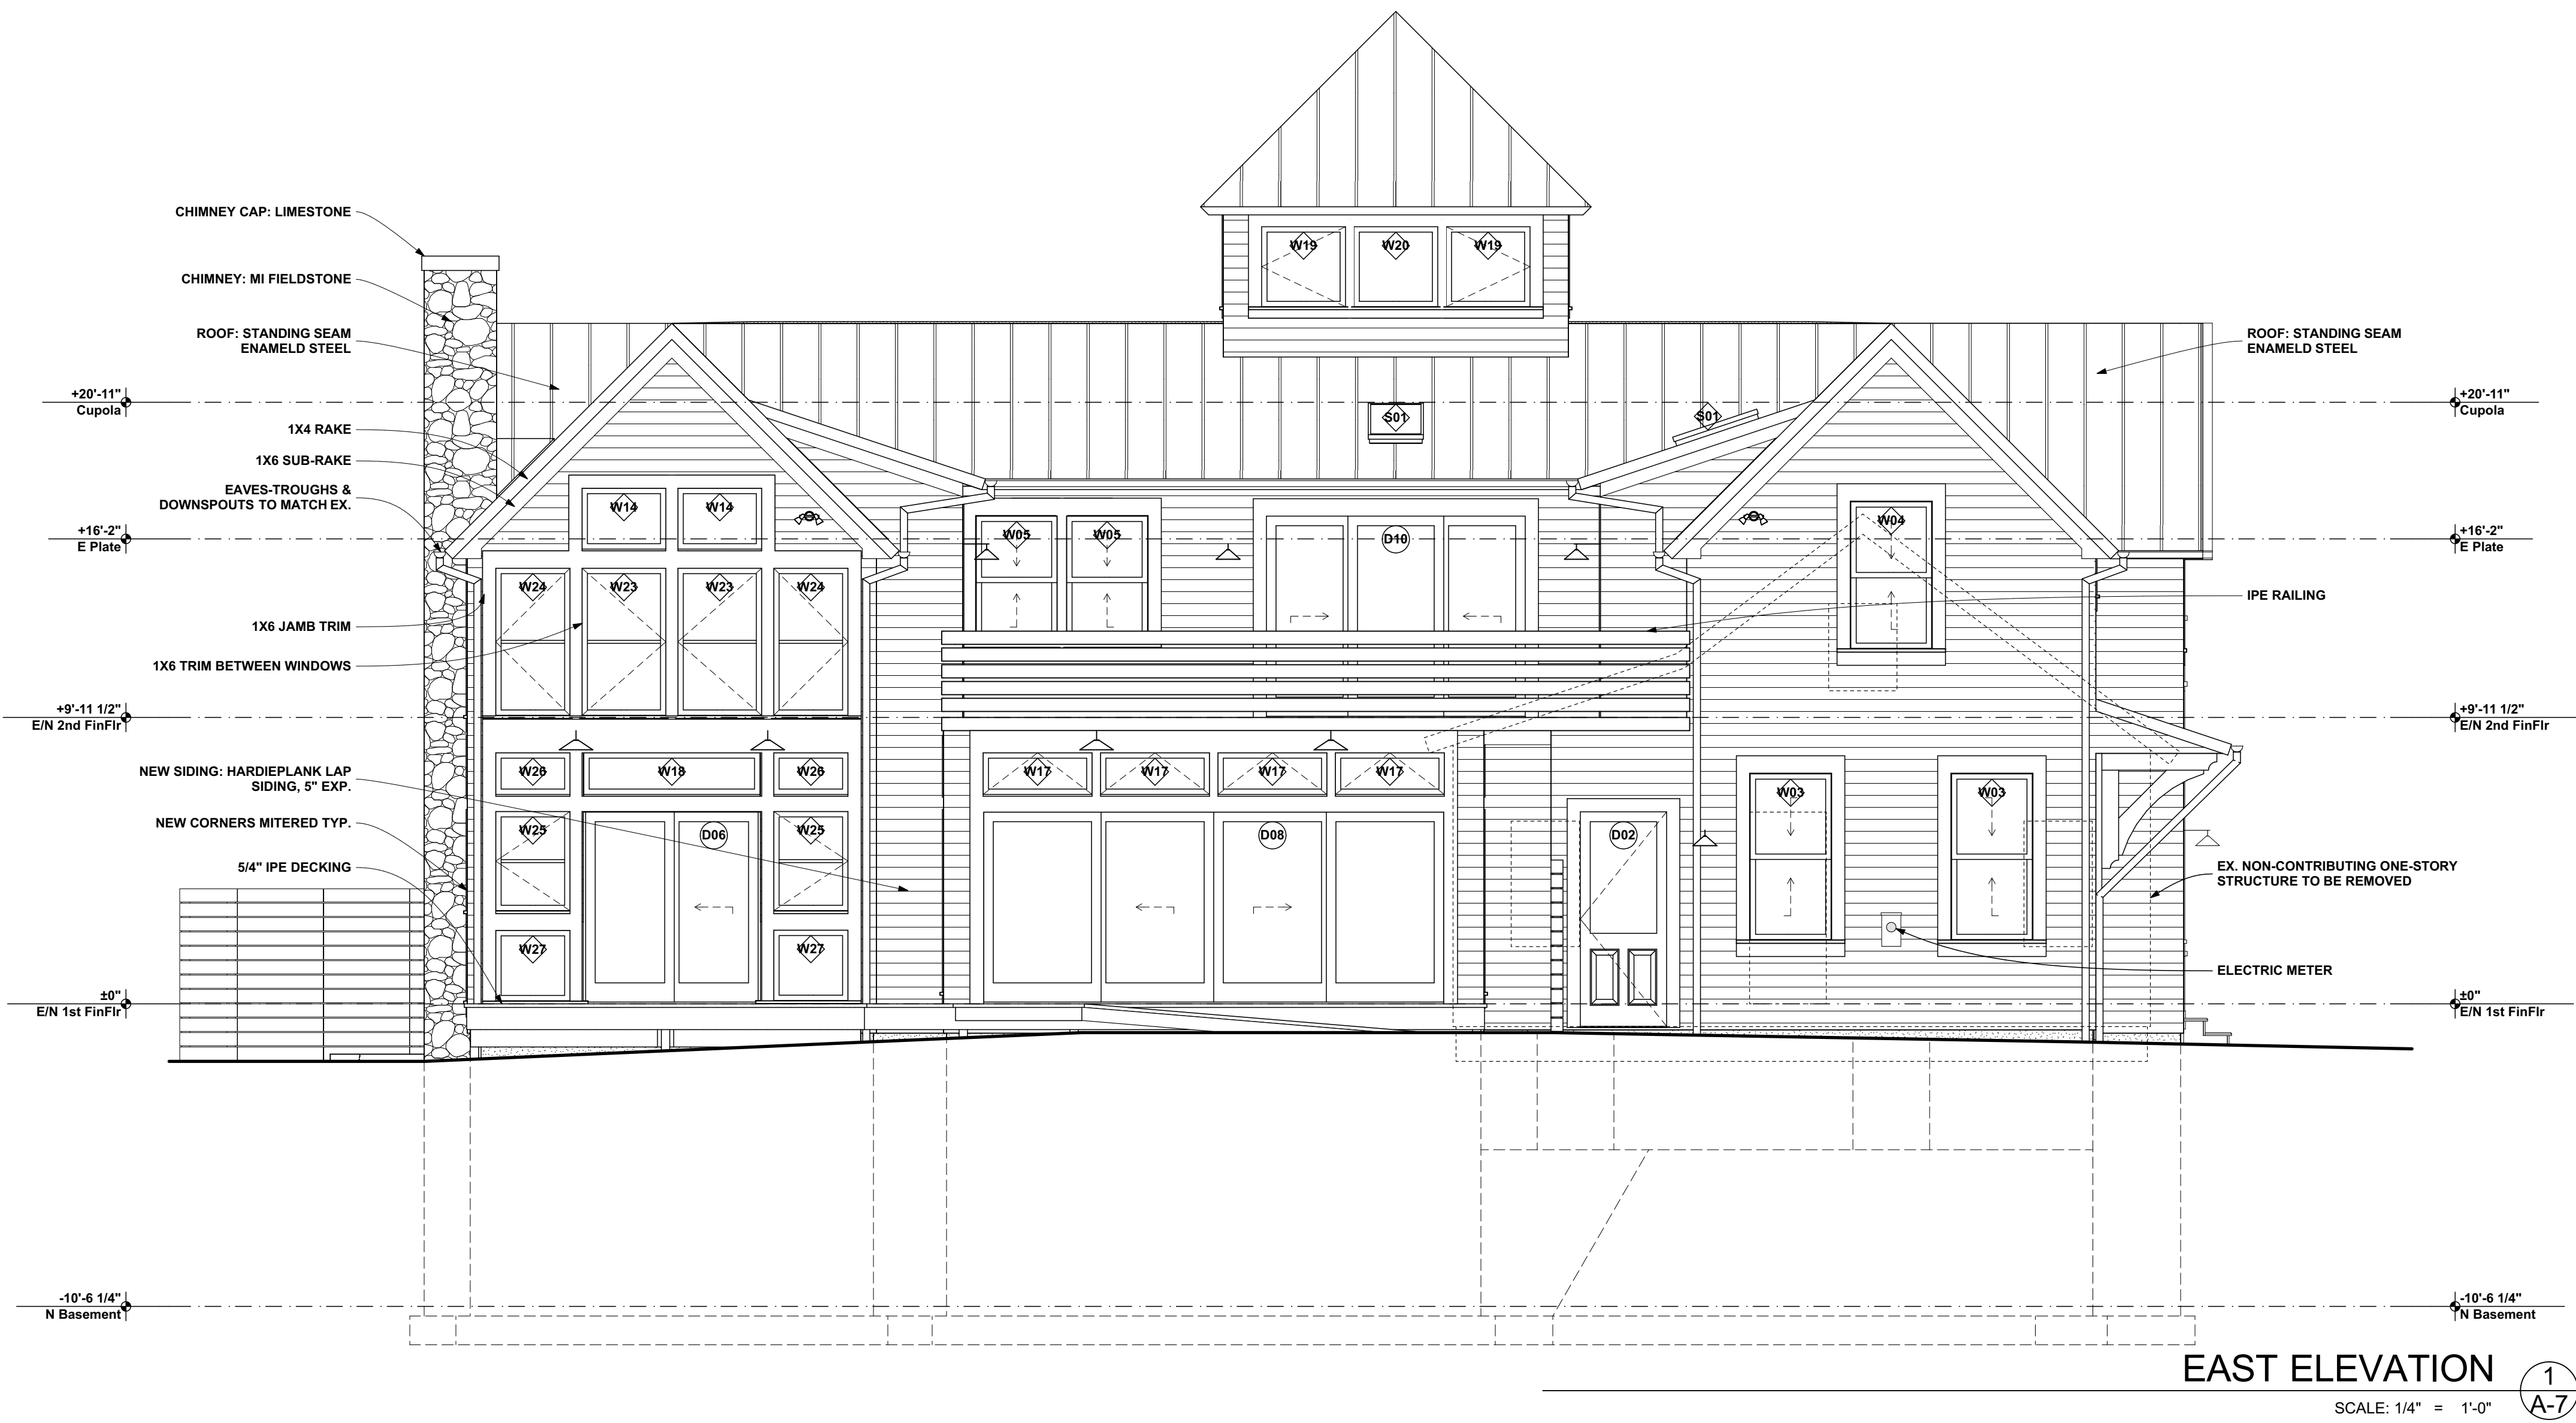 W19
W20
W19
CHIMNEY CAP: LIMESTONE
CHIMNEY: MI FIELDSTONE
ROOF: STANDING SEAM
ENAMELD STEEL
ROOF: STANDING SEAM
ENAMELD STEEL
+20'-11"
Cupola
+20'-11"
Cupola
S01
S01
1X4 RAKE
1X6 SUB-RAKE
EAVES-TROUGHS &
DOWNSPOUTS TO MATCH EX.
W14
W14
W05
W05
D10
W04
+16'-2"
E Plate
+16'-2"
E Plate
W24
W23
W23
W24
IPE RAILING
1X6 JAMB TRIM
1X6 TRIM BETWEEN WINDOWS
+9'-11 1/2"
E/N 2nd FinFlr
+9'-11 1/2"
E/N 2nd FinFlr
NEW SIDING: HARDIEPLANK LAP
SIDING, 5" EXP.
W26
W18
W26
W17
W17
W17
W17
W03
W03
NEW CORNERS MITERED TYP.
W25
D06
W25
D08
D02
5/4" IPE DECKING
EX. NON-CONTRIBUTING ONE-STORY
STRUCTURE TO BE REMOVED
W27
W27
ELECTRIC METER
±0"
E/N 1st FinFlr
±0"
E/N 1st FinFlr
-10'-6 1/4"
N Basement
-10'-6 1/4"
N Basement
EAST ELEVATION
1
A-7
SCALE: 1/4" = 1'-0"